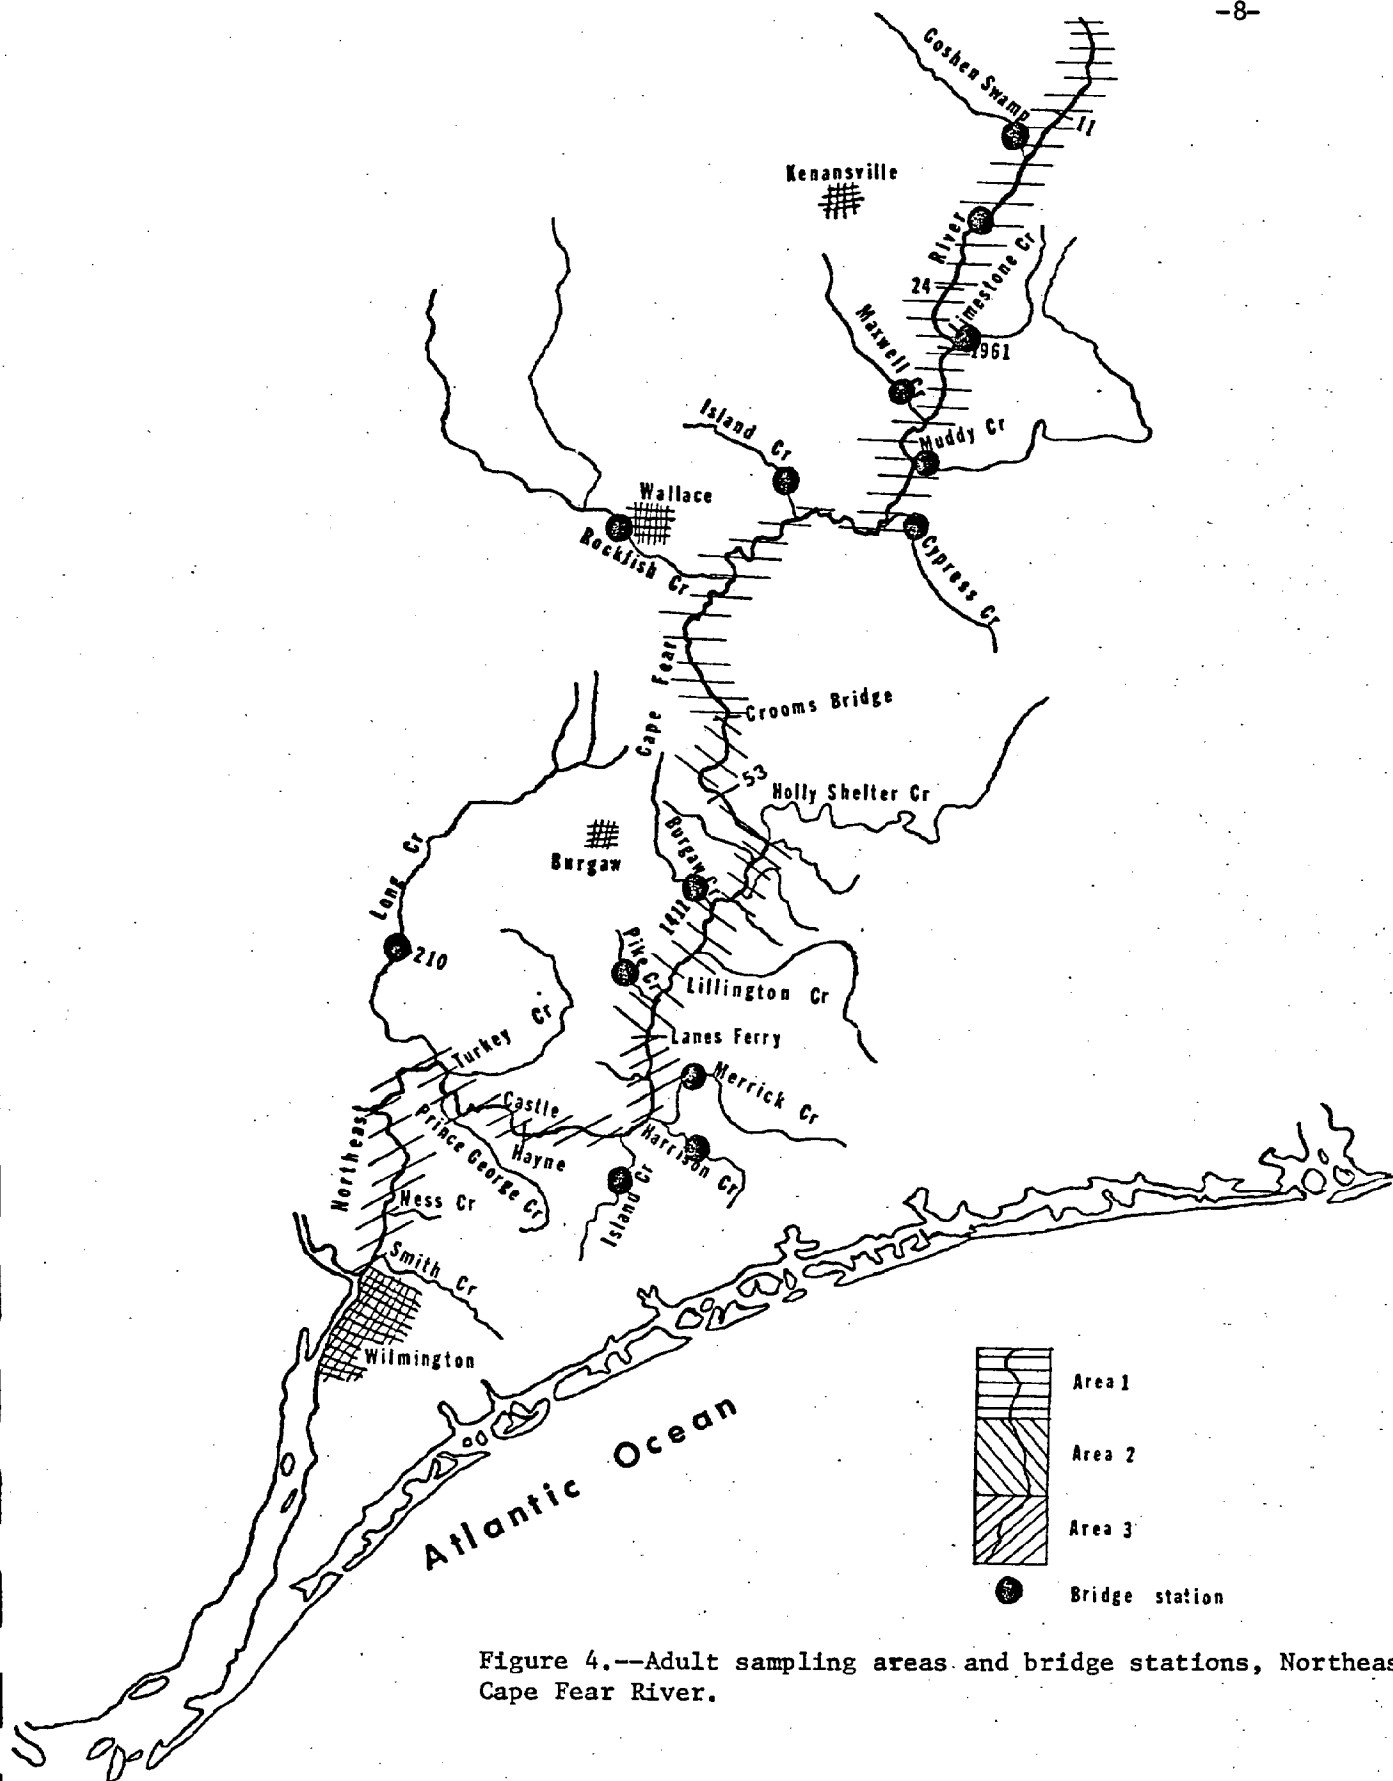 -8-
Goshen Swamp
11
Kenansville
River
Limestone Cr
24
1961
Maxwell Cr
Muddy Cr
Island Cr
Wallace
Rockfish Cr
Cypress Cr
Cape Fear
Crooms Bridge
53
Holly Shelter Cr
Burgaw
Burgaw Cr
1411
Long Cr
210
Pike Cr
Lillington Cr
Lanes Ferry
Turkey Cr
Merrick Cr
Castle
Hayne
Prince George Cr
Harrison Cr
Island Cr
Northeast
Ness Cr
Smith Cr
Wilmington
Atlantic Ocean
Area 1
Area 2
Area 3
Bridge station
Figure 4.--Adult sampling areas and bridge stations, Northeas
Cape Fear River.